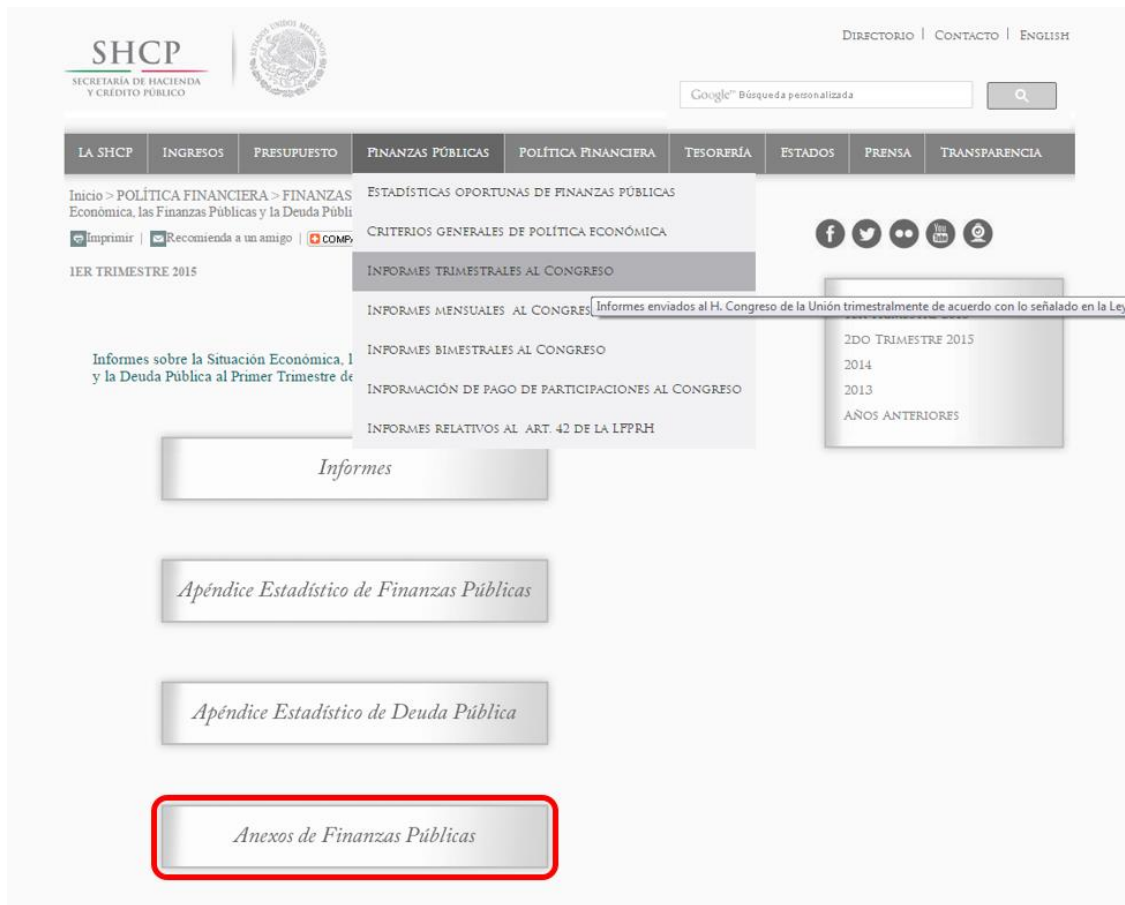 DIRECTORIO | CONTACTO | ENGLISH
SHCP
SECRETARÍA DE HACIENDA
Y CRÉDITO PÚBLICO
ESTADOS UNIDOS MEXICANOS
Google™ Búsqueda personalizada
LA SHCP INGRESOS PRESUPUESTO FINANZAS PÚBLICAS POLÍTICA FINANCIERA TESORERÍA ESTADOS PRENSA TRANSPARENCIA
Inicio > POLÍTICA FINANCIERA > FINANZAS
Económica, las Finanzas Públicas y la Deuda Públi
Imprimir | Recomienda a un amigo | COMP
1ER TRIMESTRE 2015
ESTADÍSTICAS OPORTUNAS DE FINANZAS PÚBLICAS
CRITERIOS GENERALES DE POLÍTICA ECONÓMICA
INFORMES TRIMESTRALES AL CONGRESO
INFORMES MENSUALES AL CONGRES
Informes enviados al H. Congreso de la Unión trimestralmente de acuerdo con lo señalado en la Ley
INFORMES BIMESTRALES AL CONGRESO
INFORMACIÓN DE PAGO DE PARTICIPACIONES AL CONGRESO
INFORMES RELATIVOS AL ART. 42 DE LA LFPRH
You
Tube
2DO TRIMESTRE 2015
2014
2013
AÑOS ANTERIORES
Informes sobre la Situación Económica, l
y la Deuda Pública al Primer Trimestre de
Informes
Apéndice Estadístico de Finanzas Públicas
Apéndice Estadístico de Deuda Pública
Anexos de Finanzas Públicas